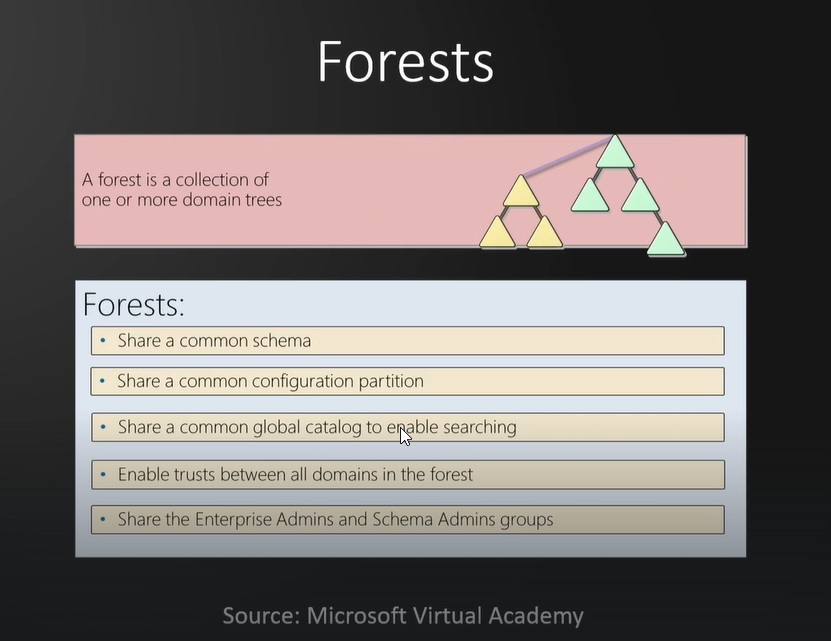 Forests
A forest is a collection of
one or more domain trees
Forests:
• Share a common schema
• Share a common configuration partition
• Share a common global catalog to enable searching
• Enable trusts between all domains in the forest
• Share the Enterprise Admins and Schema Admins groups
Source: Microsoft Virtual Academy